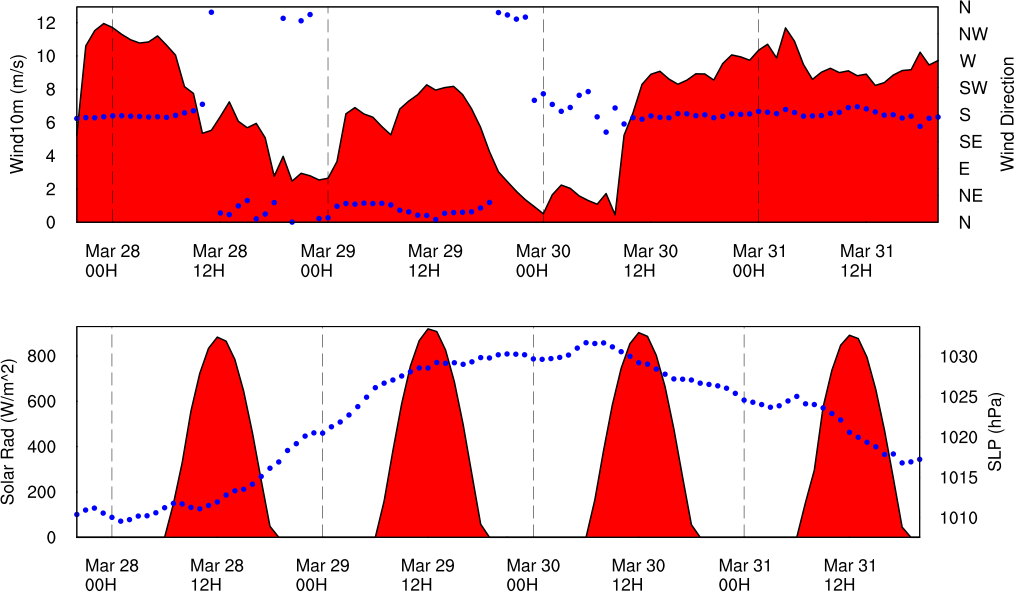 12
10
8
6
4
2
0
Wind10m (m/s)
N
NW
W
SW
S
SE
E
NE
N
Wind Direction
Mar 28 Mar 28 Mar 29 Mar 29 Mar 30 Mar 30 Mar 31 Mar 31
00H 12H 00H 12H 00H 12H 00H 12H
800
600
400
200
0
Solar Rad (W/m^2)
1030
1025
1020
1015
1010
SLP (hPa)
Mar 28 Mar 28 Mar 29 Mar 29 Mar 30 Mar 30 Mar 31 Mar 31
00H 12H 00H 12H 00H 12H 00H 12H